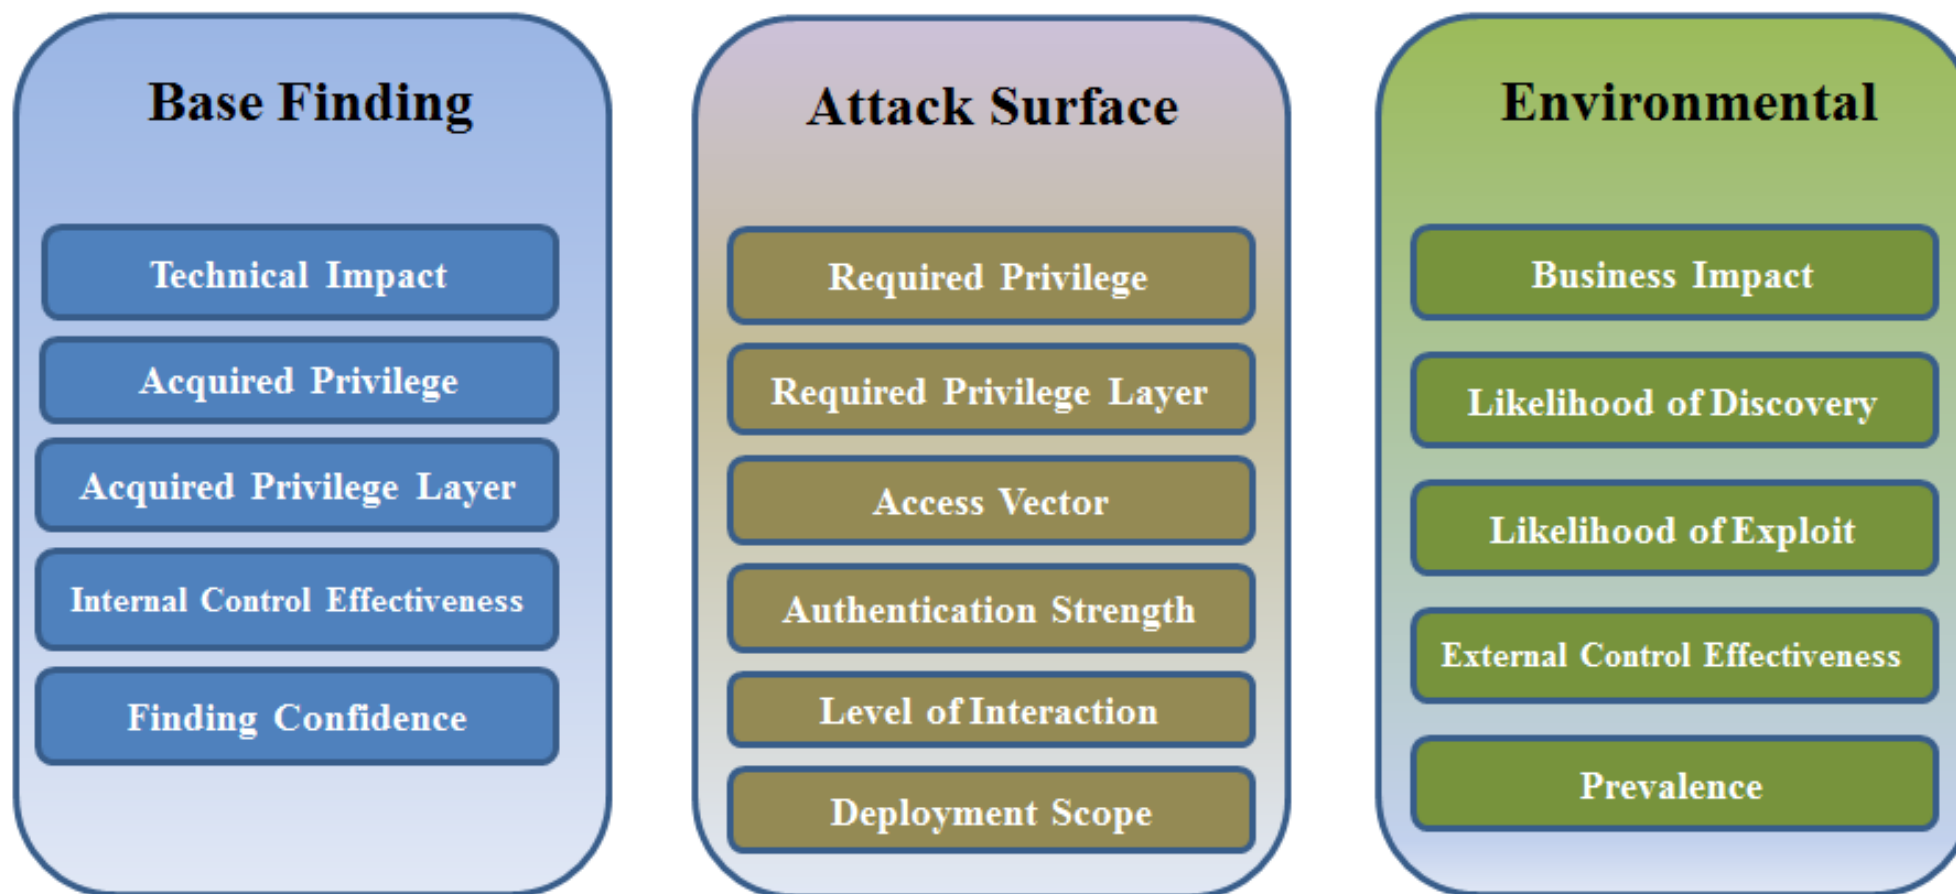 Base Finding
Technical Impact
Acquired Privilege
Acquired Privilege Layer
Internal Control Effectiveness
Finding Confidence
Attack Surface
Required Privilege
Required Privilege Layer
Access Vector
Authentication Strength
Level of Interaction
Deployment Scope
Environmental
Business Impact
Likelihood of Discovery
Likelihood of Exploit
External Control Effectiveness
Prevalence